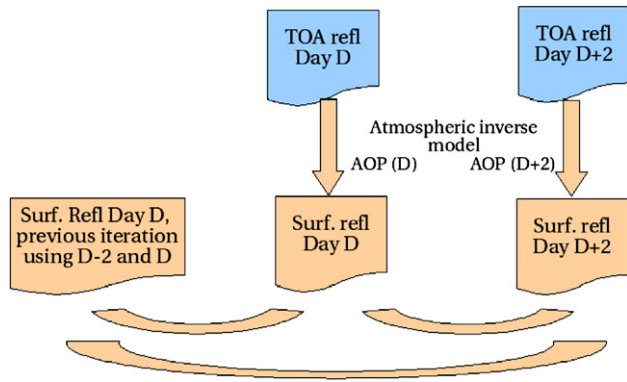 TOA refl
Day D
TOA refl
Day D+2
Atmospheric inverse
model
AOP (D)
AOP (D+2)
Surf. Refl Day D,
previous iteration
using D-2 and D
Surf. refl
Day D
Surf. refl
Day D+2